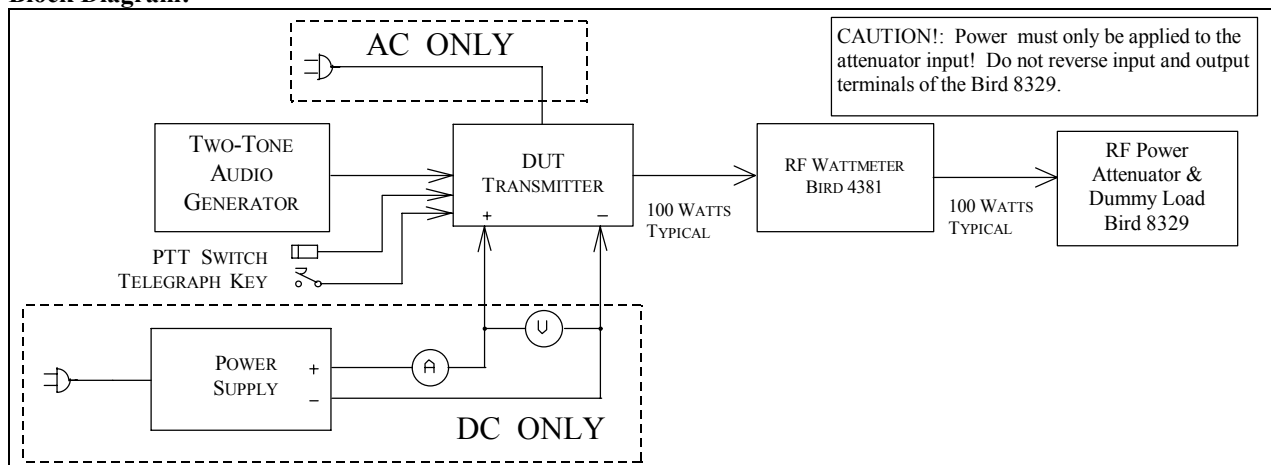 Block Diagram:
AC ONLY
CAUTION!: Power must only be applied to the
attenuator input! Do not reverse input and output
terminals of the Bird 8329.
TWO-TONE
AUDIO
GENERATOR
DUT
TRANSMITTER
+ −
RF WATTMETER
BIRD 4381
RF Power
Attenuator &
Dummy Load
Bird 8329
100 WATTS
TYPICAL
100 WATTS
TYPICAL
PTT SWITCH
TELEGRAPH KEY
V
POWER
SUPPLY
+
−
A
DC ONLY